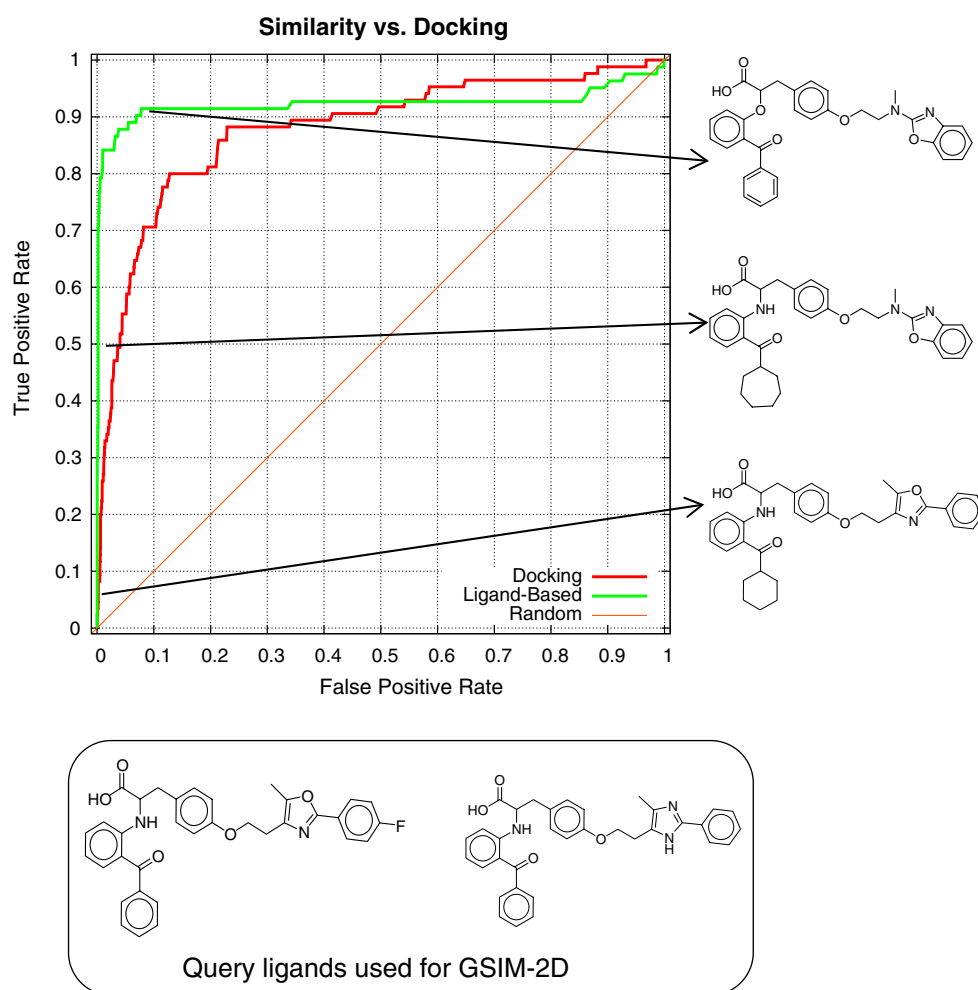 Similarity vs. Docking
True Positive Rate
1
0.9
0.8
0.7
0.6
0.5
0.4
0.3
0.2
0.1
0
Docking
Ligand-Based
Random
0 0.1 0.2 0.3 0.4 0.5 0.6 0.7 0.8 0.9 1
False Positive Rate
O
HO
O
O
O
N
N
O
O
HO
NH
O
O
N
N
O
O
HO
NH
O
O
O
N
O
HO
NH
O
O
O
N
F
O
HO
NH
O
O
N
N
H
Query ligands used for GSIM-2D